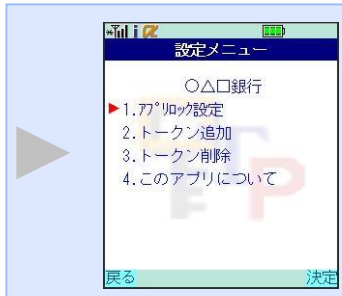 設定メニュー
○△□銀行
1.ｱﾌﾟﾘﾛｯｸ設定
2.トークン追加
3.トークン削除
4.このアプリについて
戻る
決定